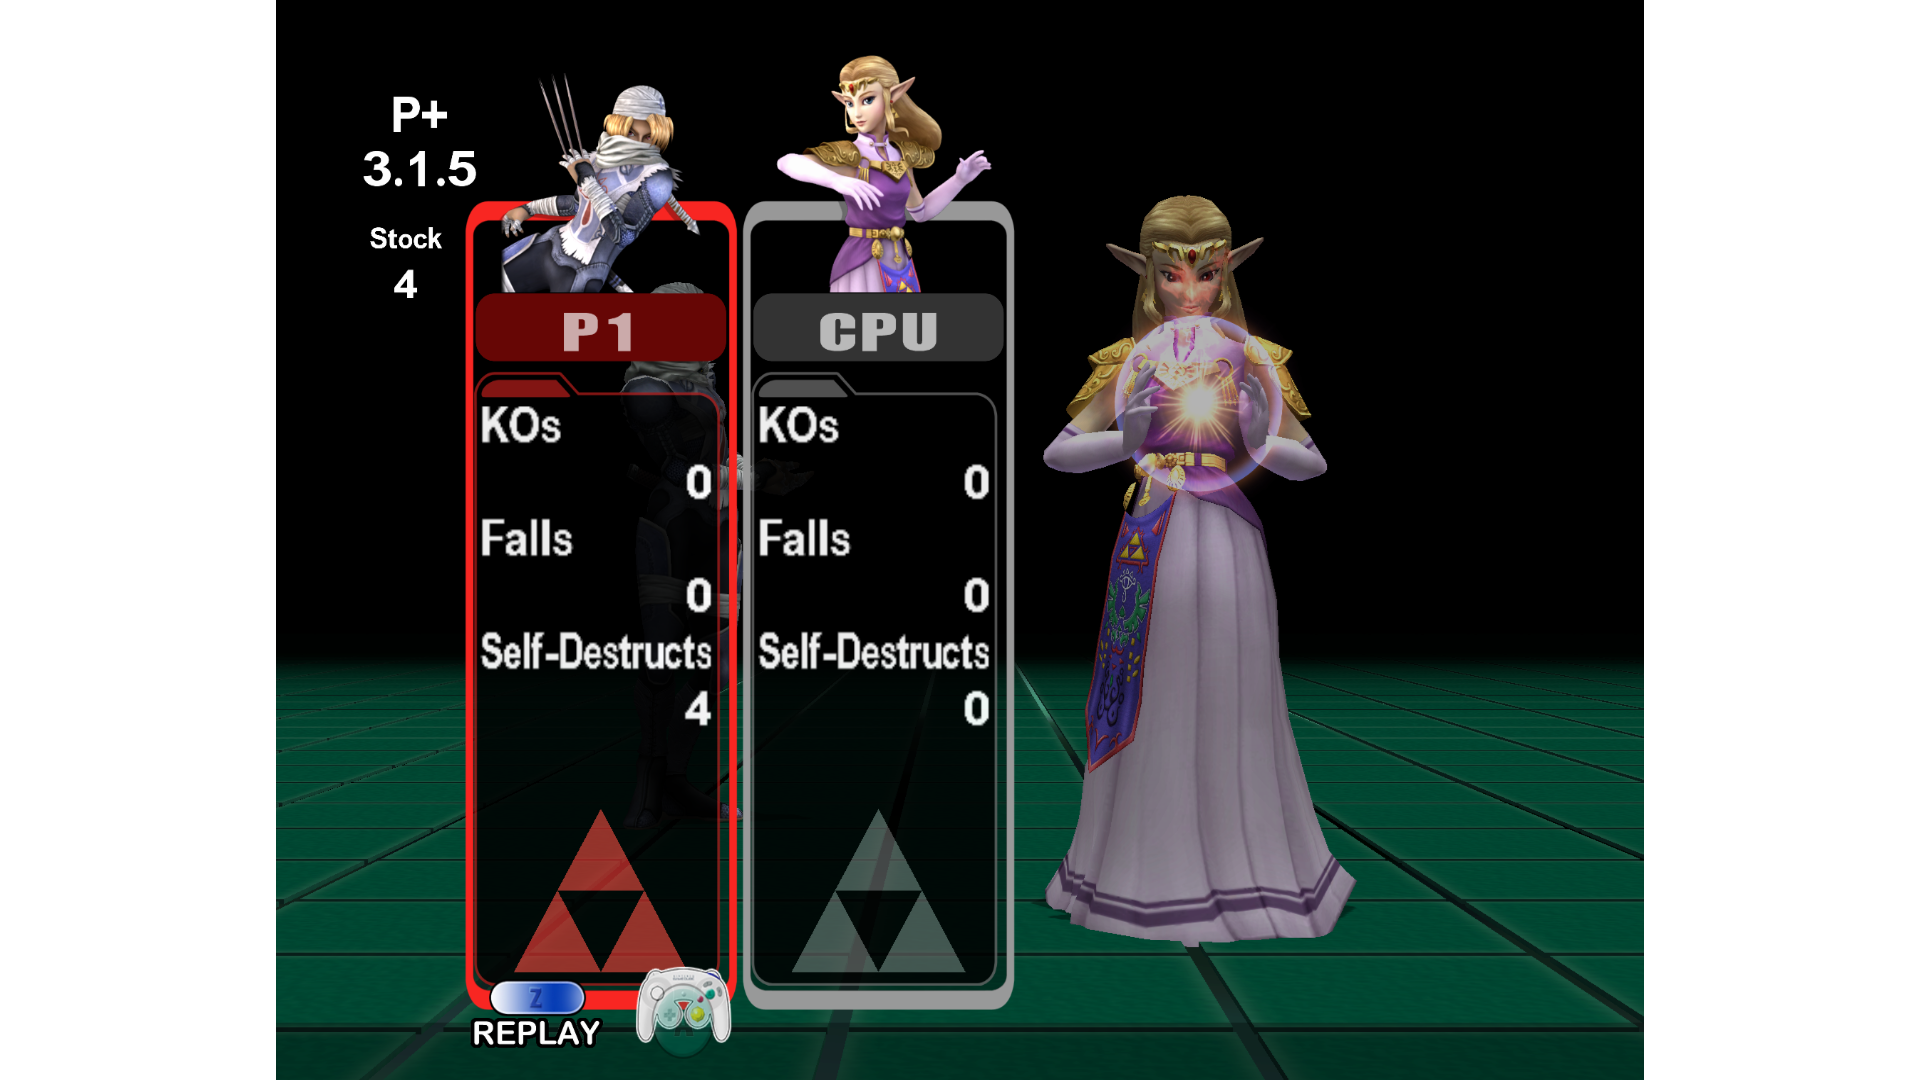 P+
3.1.5
Stock
4
P1
KOs
0
Falls
0
Self-Destructs
4
CPU
KOs
0
Falls
0
Self-Destructs
0
Z
REPLAY